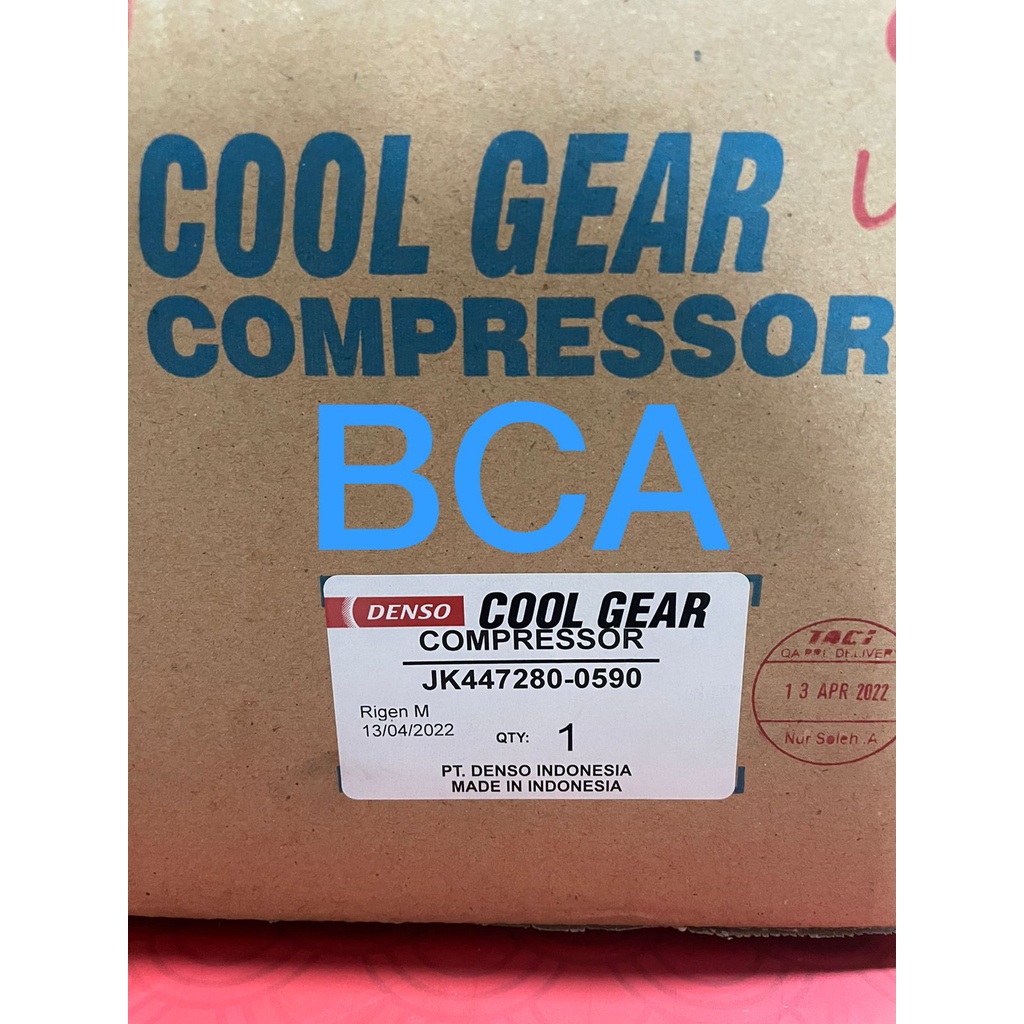 COOL GEAR
COMPRESSOR
BCA
DENSO COOL GEAR
COMPRESSOR
JK447280-0590
Rigen M
13/04/2022
QTY: 1
PT. DENSO INDONESIA
MADE IN INDONESIA
TACI
QA PRE-DELIVERY
13 APR 2022
Nur Soleh .A